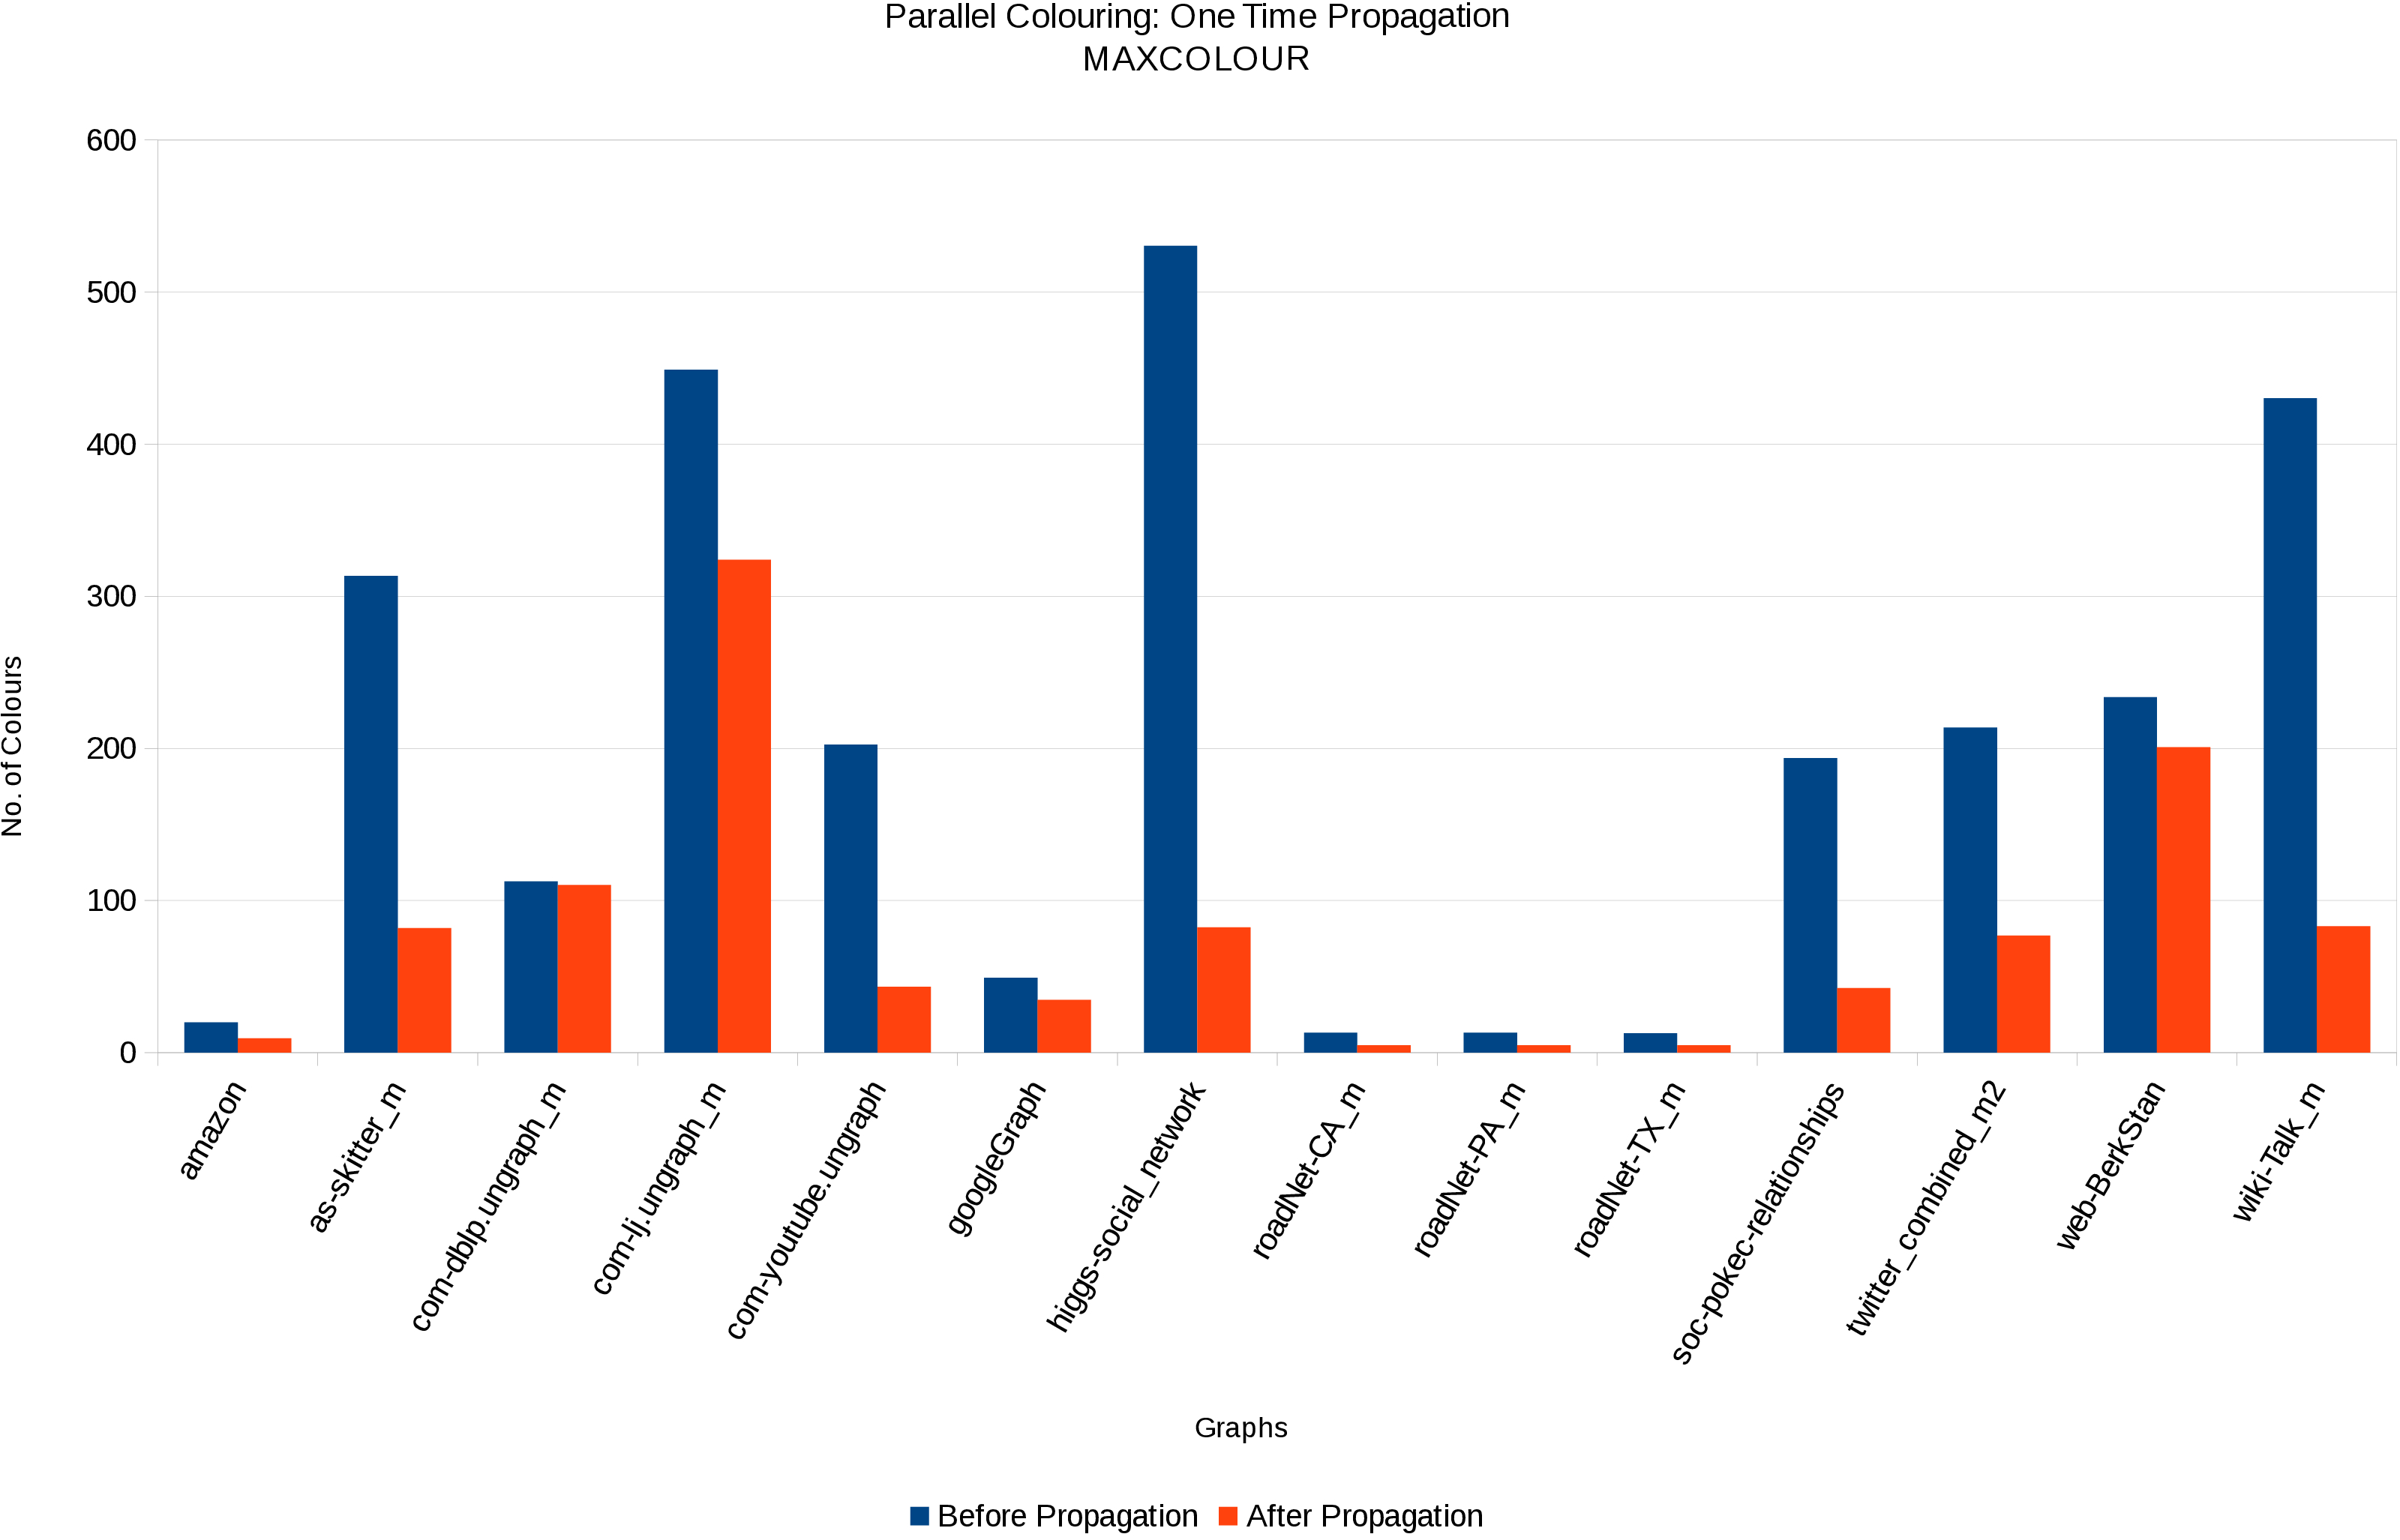 Parallel Colouring: One Time Propagation
MAXCOLOUR
No. of Colours
600
500
400
300
200
100
0
amazon
as-skitter_m
com-dblp.ungraph_m
com-lj.ungraph_m
com-youtube.ungraph
googleGraph
higgs-social_network
roadNet-CA_m
roadNet-PA_m
roadNet-TX_m
soc-pokec-relationships
twitter_combined_m2
web-BerkStan
wiki-Talk_m
Graphs
Before Propagation
After Propagation